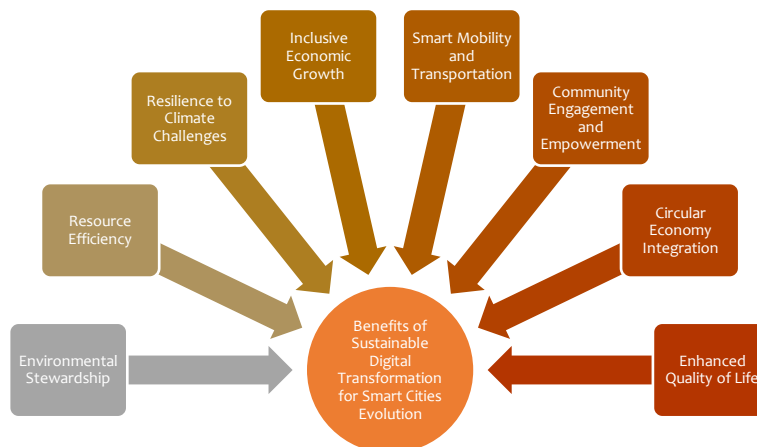 Inclusive
Economic
Growth
Smart Mobility
and
Transportation
Resilience to
Climate
Challenges
Community
Engagement
and
Empowerment
Resource
Efficiency
Circular
Economy
Integration
Environmental
Stewardship
Benefits of
Sustainable
Digital
Transformation
for Smart Cities
Evolution
Enhanced
Quality of Life